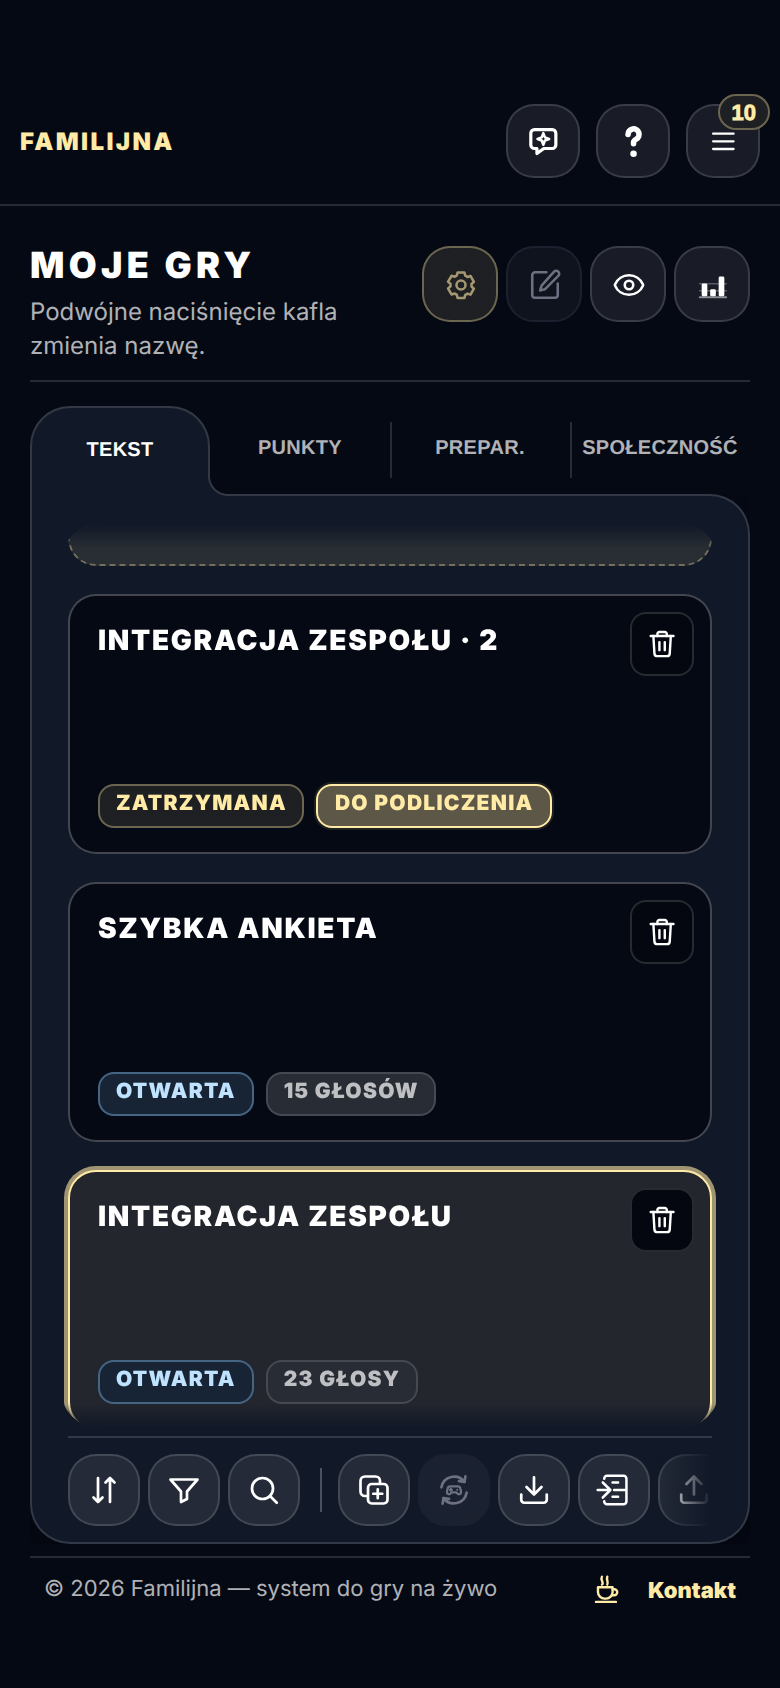 FAMILIJNA
10
MOJE GRY
Podwójne naciśnięcie kafla
zmienia nazwę.
TEKST
PUNKTY
PREPAR.
SPOŁECZNOŚĆ
INTEGRACJA ZESPOŁU · 2
ZATRZYMANA
DO PODLICZENIA
SZYBKA ANKIETA
OTWARTA
15 GŁOSÓW
INTEGRACJA ZESPOŁU
OTWARTA
23 GŁOSY
© 2026 Familijna — system do gry na żywo
Kontakt